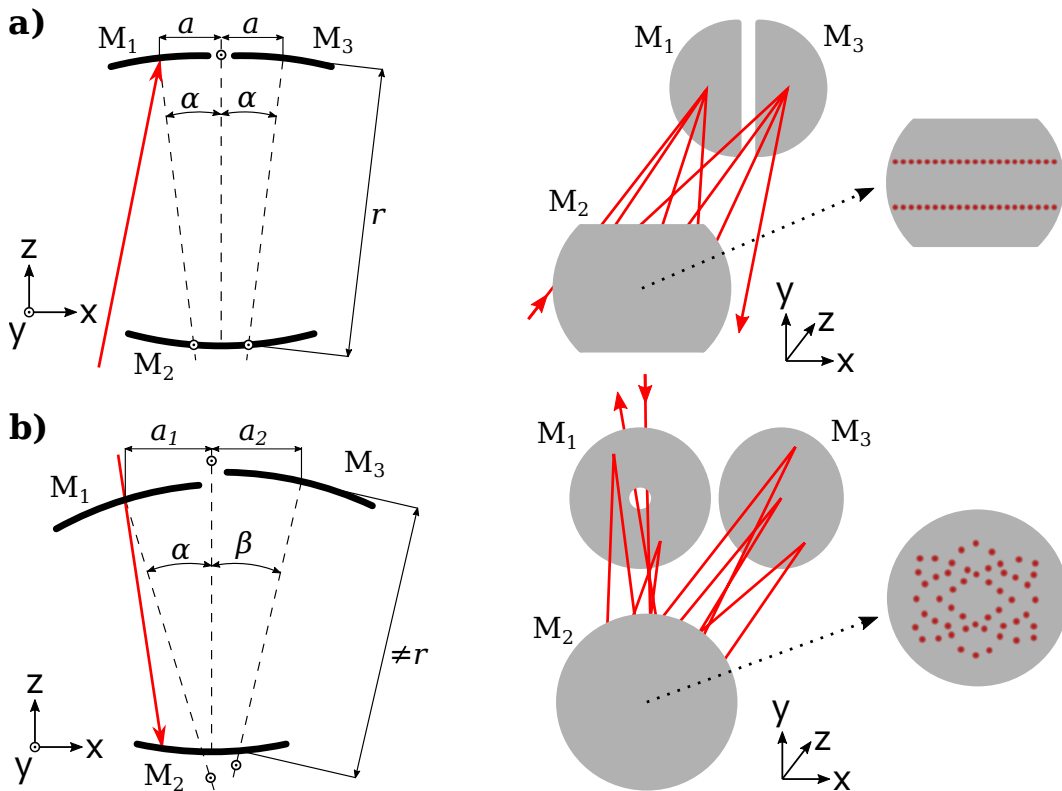 a)
M₁
a
a
M₃
α
α
r
z
x
y
M₂
M₁
M₃
M₂
y
z
x
b)
a₁
a₂
M₁
M₃
α
β
≠r
z
x
y
M₂
M₁
M₃
M₂
y
z
x